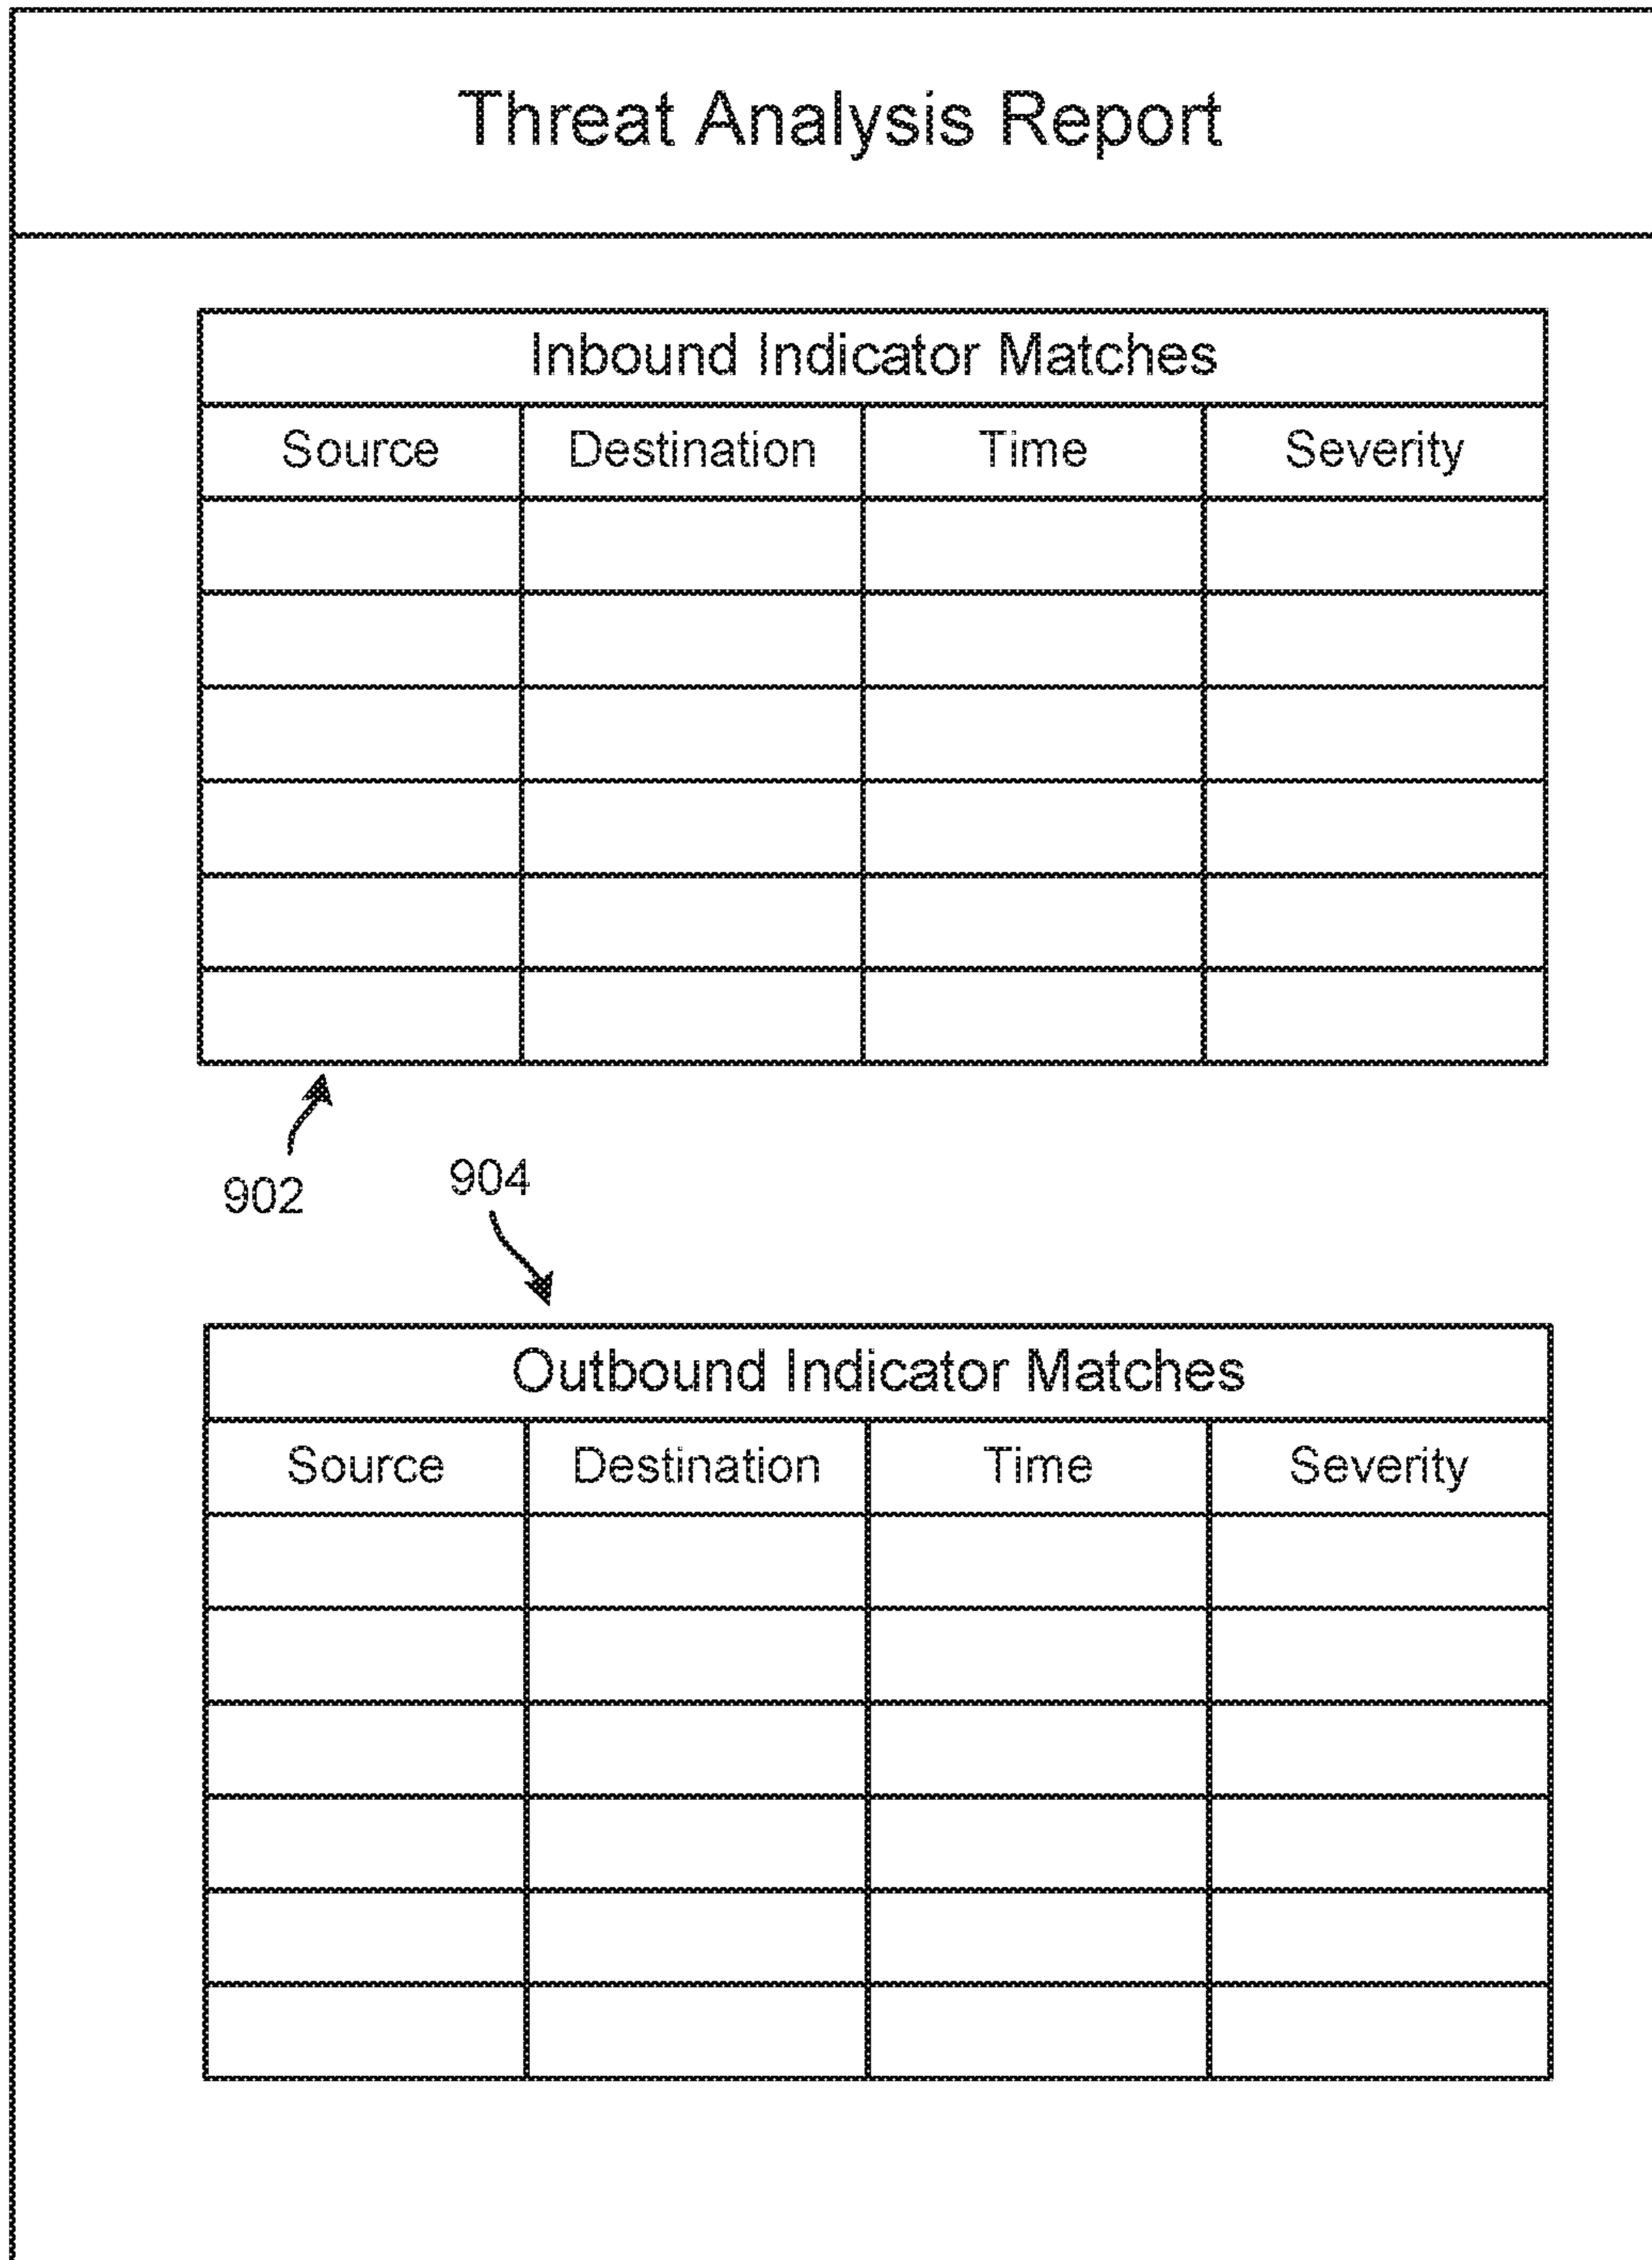 Threat Analysis Report
Inbound Indicator Matches
Source Destination Time Severity
902
904
Outbound Indicator Matches
Source Destination Time Severity